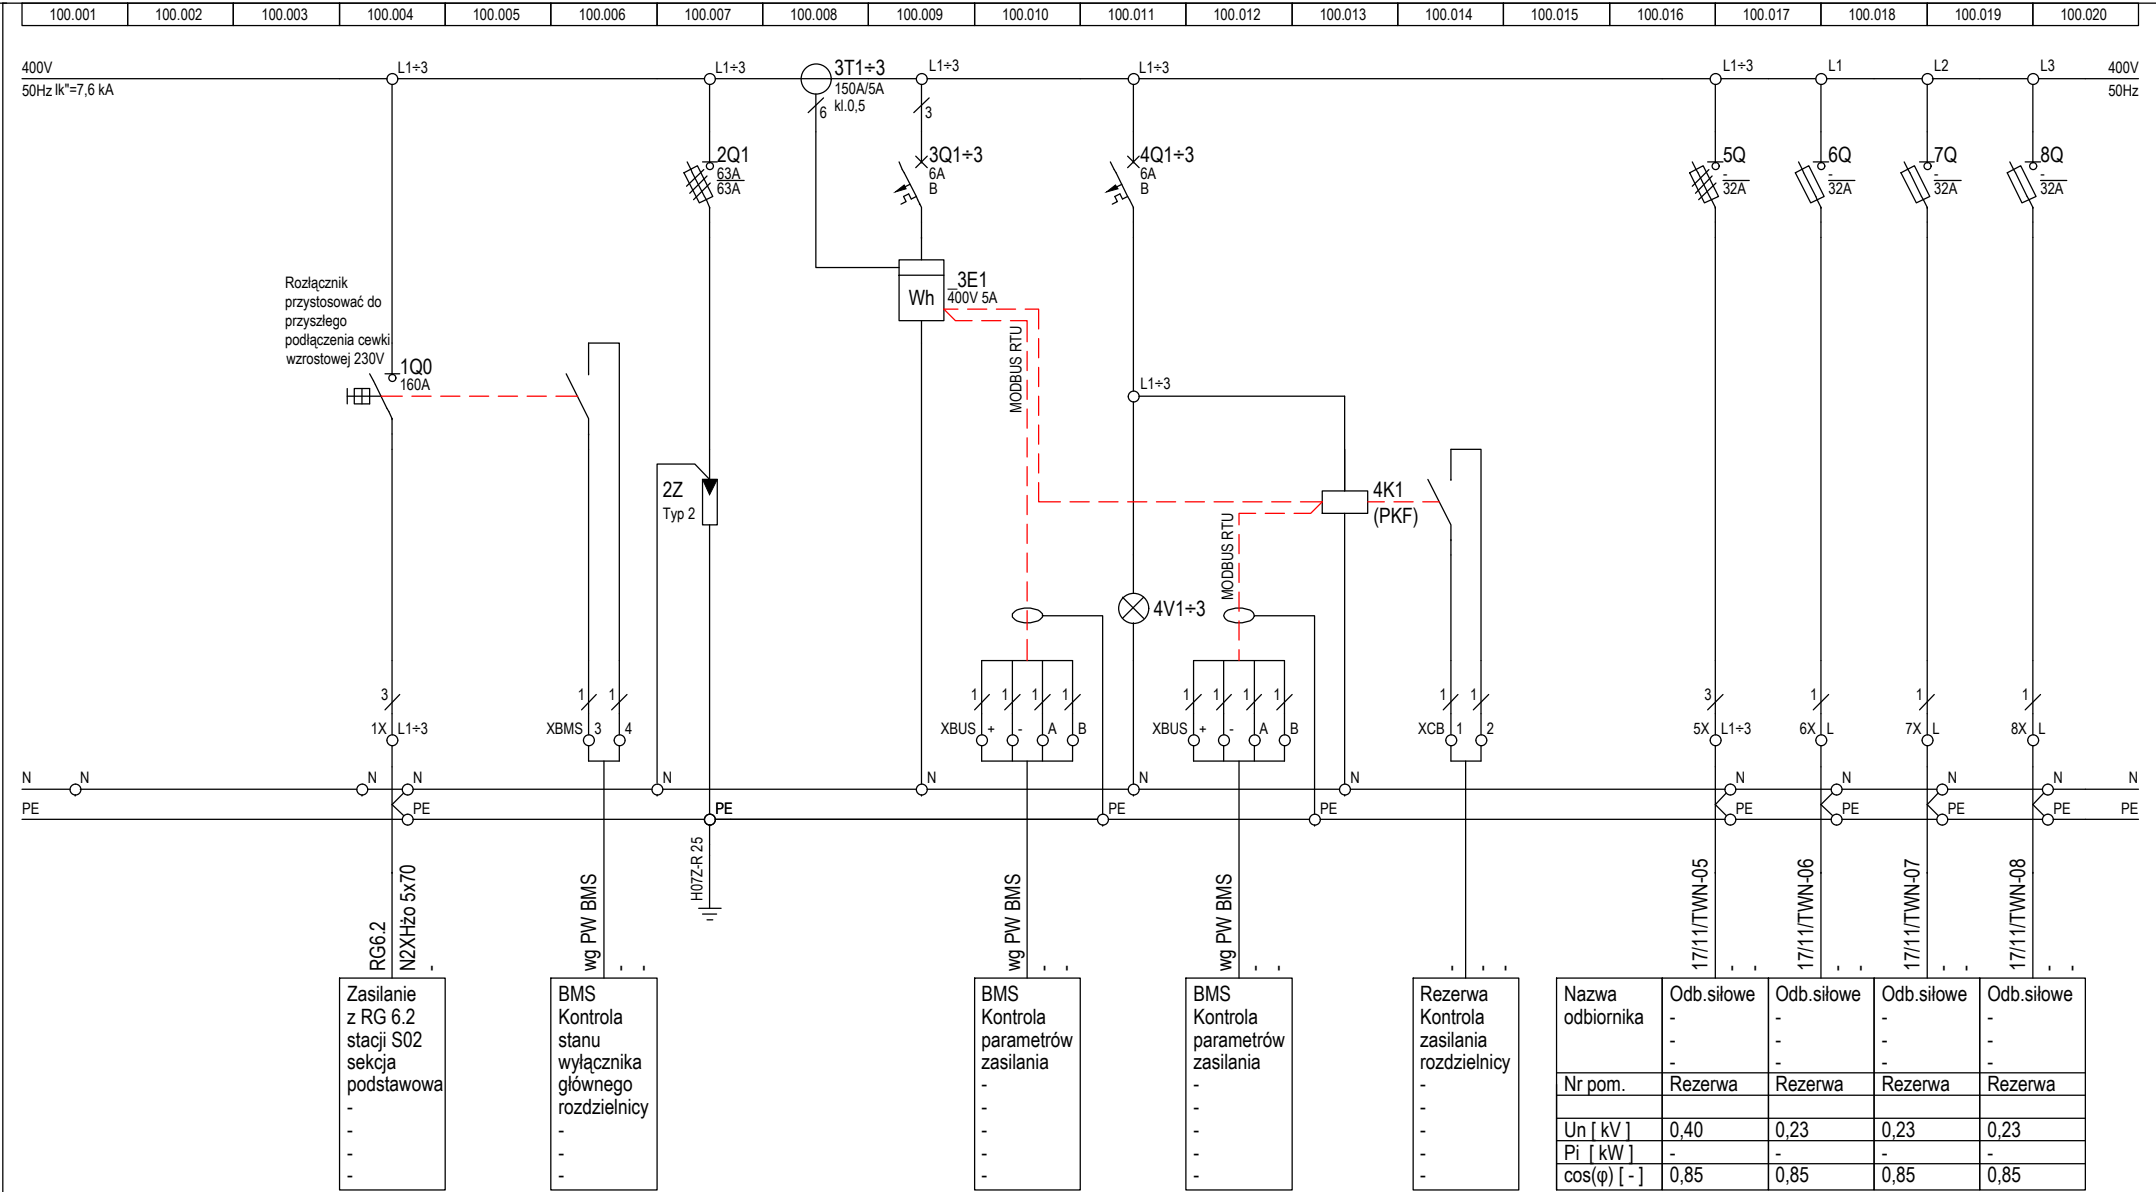 100.001 100.002 100.003 100.004 100.005 100.006 100.007 100.008 100.009 100.010 100.011 100.012 100.013 100.014 100.015 100.016 100.017 100.018 100.019 100.020
400V
50Hz Ik"=7,6 kA
L1÷3
L1÷3
3T1÷3
150A/5A
kl.0,5
6
L1÷3
3
L1÷3
L1÷3
L1
L2
L3
400V
50Hz
2Q1
63A
63A
3Q1÷3
6A
B
4Q1÷3
6A
B
5Q
-
32A
6Q
-
32A
7Q
-
32A
8Q
-
32A
Rozłącznik
przystosować do
przyszłego
podłączenia cewki
wzrostowej 230V
1Q0
160A
Wh
_3E1
400V 5A
MODBUS RTU
L1÷3
2Z
Typ 2
4K1
(PKF)
MODBUS RTU
4V1÷3
3
1X L1÷3
1 1
XBMS 3 4
1 1 1 1
XBUS + - A B
1 1 1 1
XBUS + - A B
1 1
XCB 1 2
3
5X L1÷3
1
6X L
1
7X L
1
8X L
N N N N N N N N N N N N N
PE PE PE PE PE PE PE PE PE PE
RG6.2
N2XHżo 5x70
-
wg PW BMS
- -
H07Z-R 25
wg PW BMS
- -
wg PW BMS
- -
- - -
17/11/TWN-05
- -
17/11/TWN-06
- -
17/11/TWN-07
- -
17/11/TWN-08
- -
Zasilanie
z RG 6.2
stacji S02
sekcja
podstawowa
-
-
-
-
BMS
Kontrola
stanu
wyłącznika
głównego
rozdzielnicy
-
-
-
BMS
Kontrola
parametrów
zasilania
-
-
-
-
-
BMS
Kontrola
parametrów
zasilania
-
-
-
-
-
Rezerwa
Kontrola
zasilania
rozdzielnicy
-
-
-
-
-
Nazwa Odb.siłowe Odb.siłowe Odb.siłowe Odb.siłowe
odbiornika - - - -
- - - -
- - - -
Nr pom. Rezerwa Rezerwa Rezerwa Rezerwa
Un [ kV ] 0,40 0,23 0,23 0,23
Pi [ kW ] - - - -
cos(φ) [ - ] 0,85 0,85 0,85 0,85